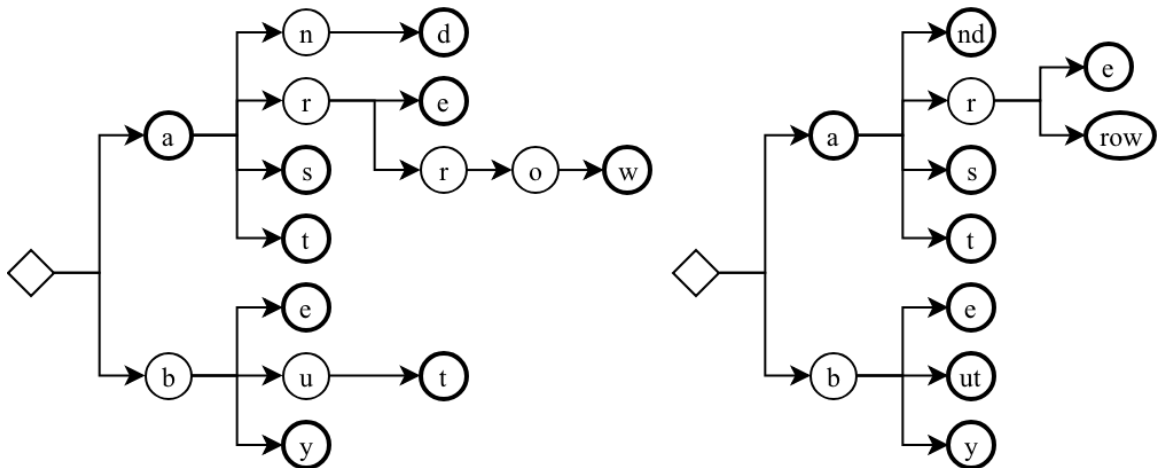 n d nd
e
r e r
a a row
s s
r o w
t t
e e
b u t b ut
y y